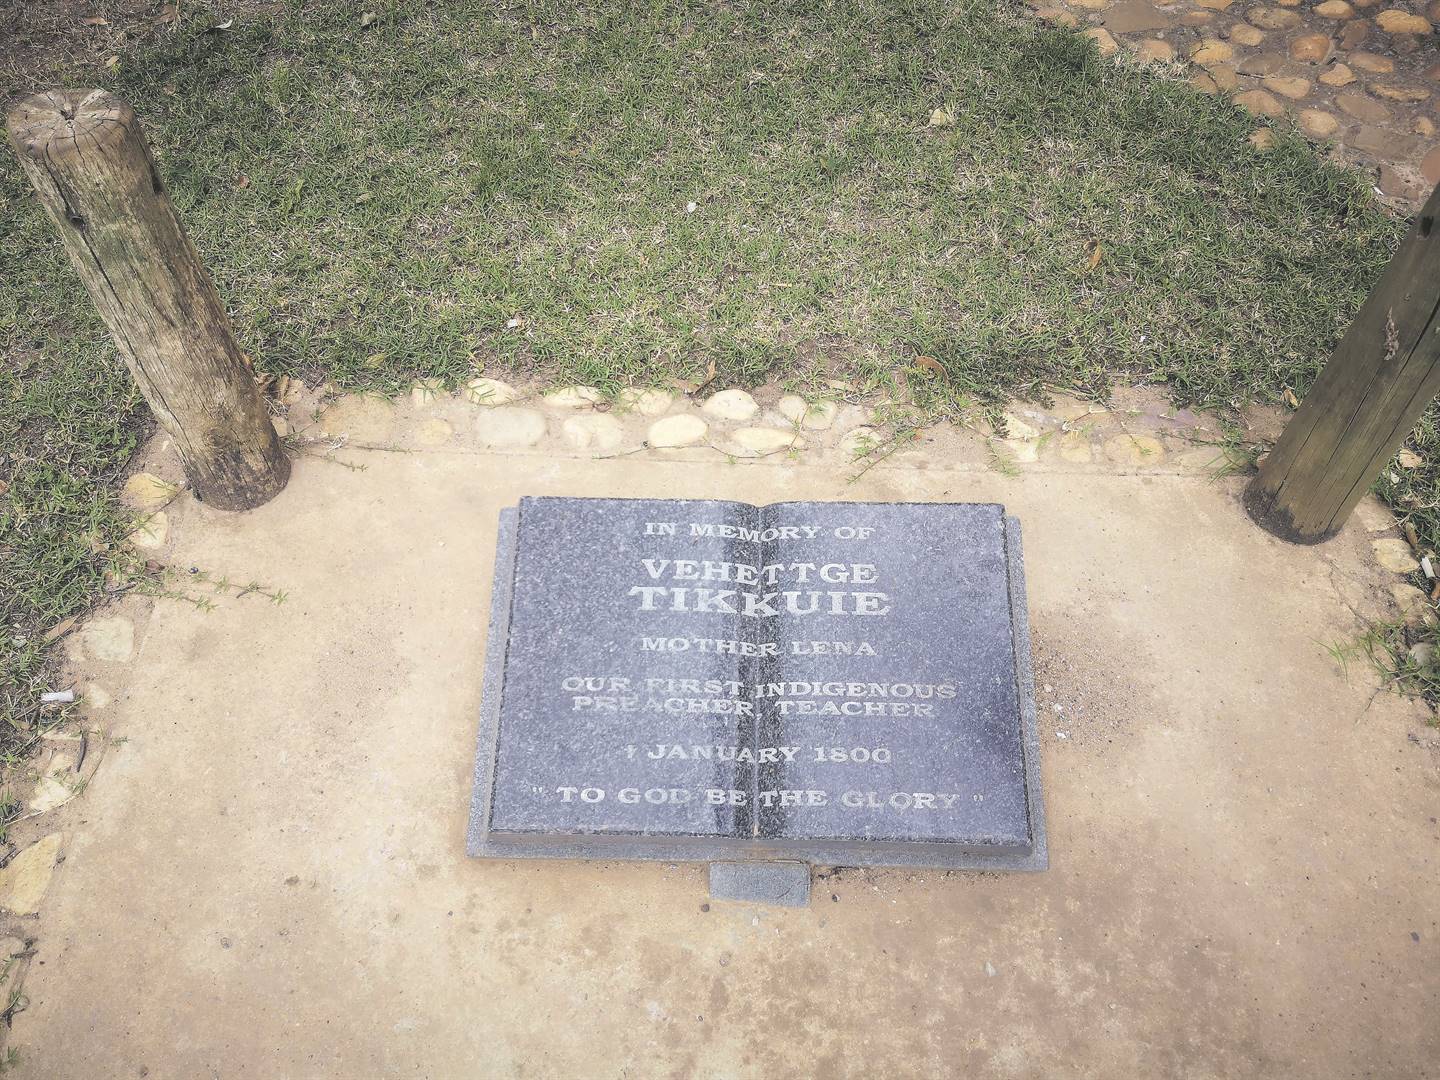 IN MEMORY OF
VEHETTGE
TIKKUIE
MOTHER LENA
OUR FIRST INDIGENOUS
PREACHER, TEACHER
† JANUARY 1800
" TO GOD BE THE GLORY "